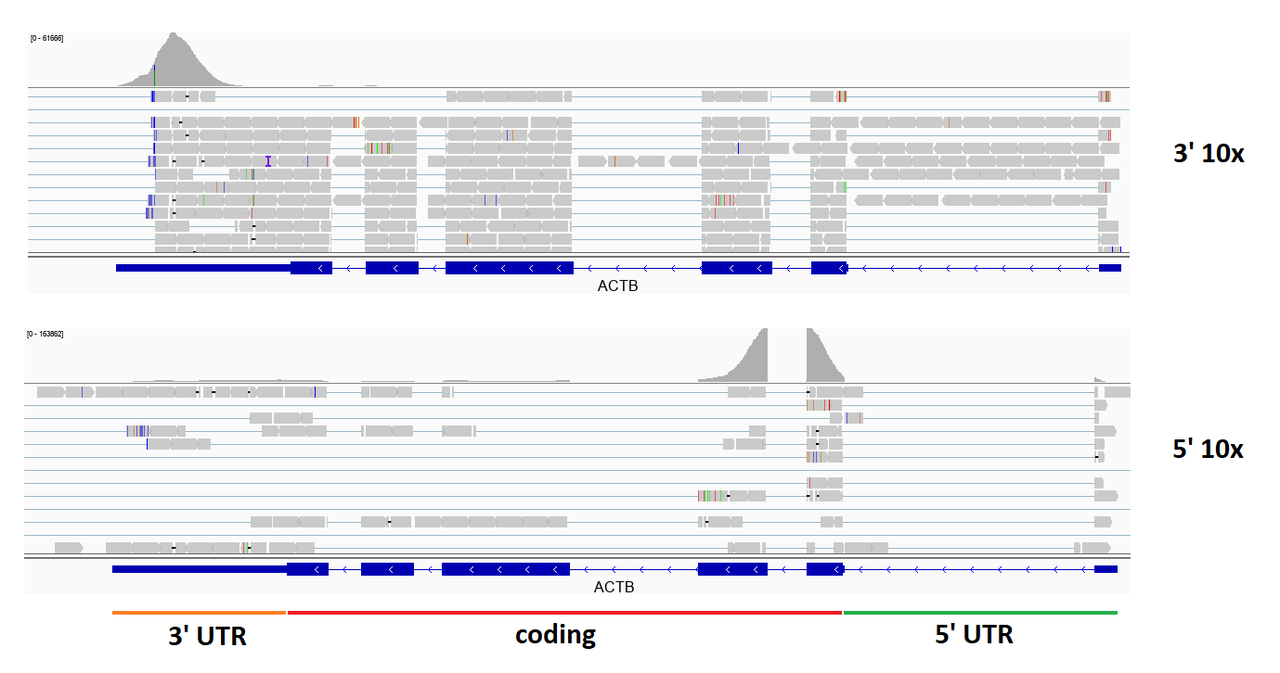 [0 - 61666]
3' 10x
ACTB
[0 - 163862]
5' 10x
ACTB
3' UTR
coding
5' UTR